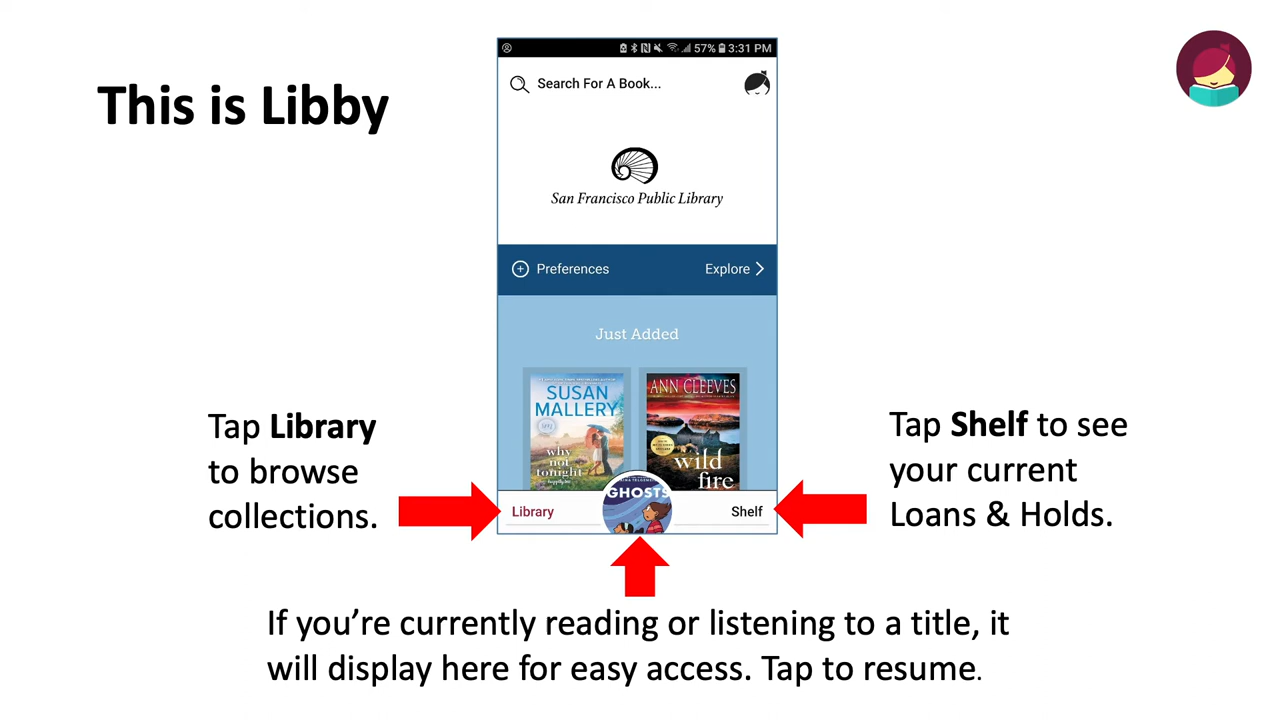 This is Libby
57% 3:31 PM
Search For A Book...
San Francisco Public Library
Preferences
Explore
Just Added
SUSAN
MALLERY
why
not
tonight
happily inc
ANN CLEEVES
wild
fire
GHOSTS
Library
Shelf
Tap Library
to browse
collections.
Tap Shelf to see
your current
Loans & Holds.
If you’re currently reading or listening to a title, it
will display here for easy access. Tap to resume.